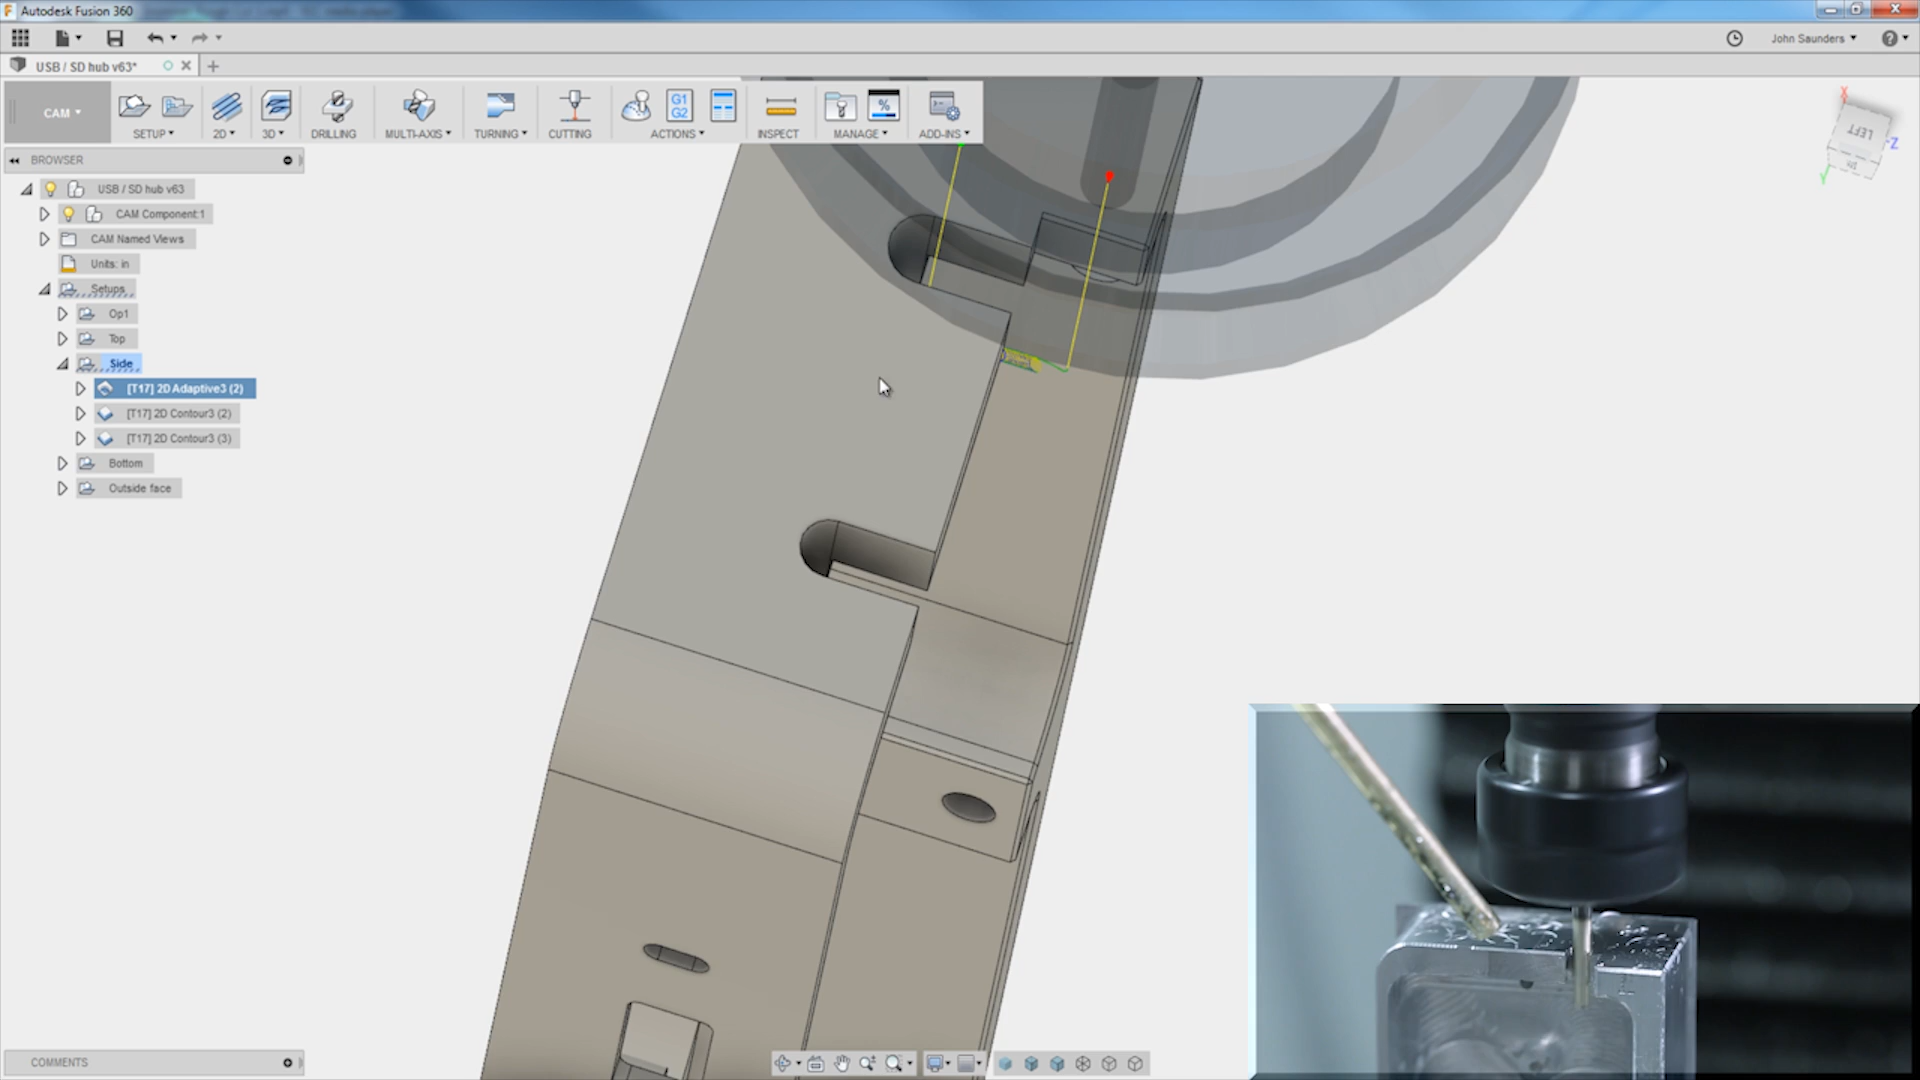 Autodesk Fusion 360
John Saunders
USB / SD hub v63*
CAM
SETUP
2D
3D
DRILLING
MULTI-AXIS
TURNING
CUTTING
G1
G2
ACTIONS
INSPECT
%
MANAGE
ADD-INS
X
LEFT
Z
Y
BROWSER
USB / SD hub v63
CAM Component:1
CAM Named Views
Units: in
Setups
Op1
Top
Side
[T17] 2D Adaptive3 (2)
[T17] 2D Contour3 (2)
[T17] 2D Contour3 (3)
Bottom
Outside face
COMMENTS